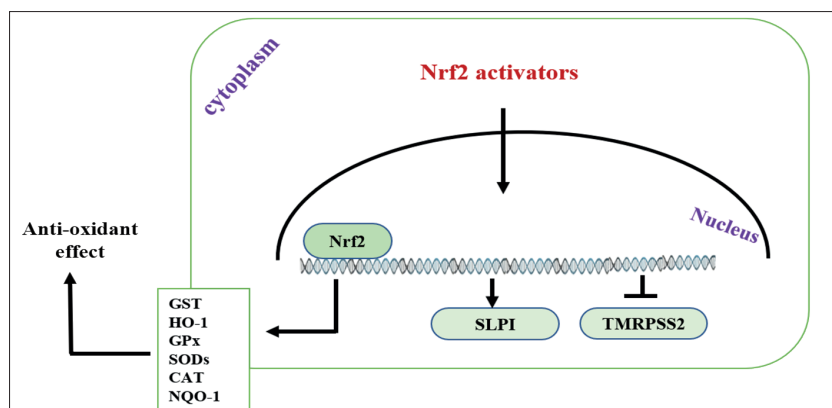 cytoplasm
Nrf2 activators
Nucleus
Anti-oxidant
effect
Nrf2
GST
HO-1
GPx
SODs
CAT
NQO-1
SLPI
TMRPSS2